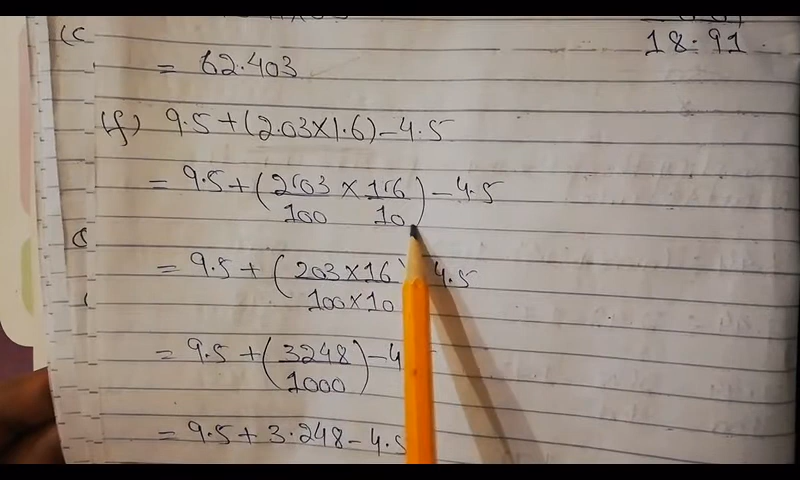 18.91
(c
= 62.403
(f) 9.5+(2.03×1.6)-4.5
= 9.5+(203/100 × 16/10)-4.5
= 9.5+(203×16/100×10 4.5
= 9.5+(3248/1000)-4
= 9.5+3.248-4.5